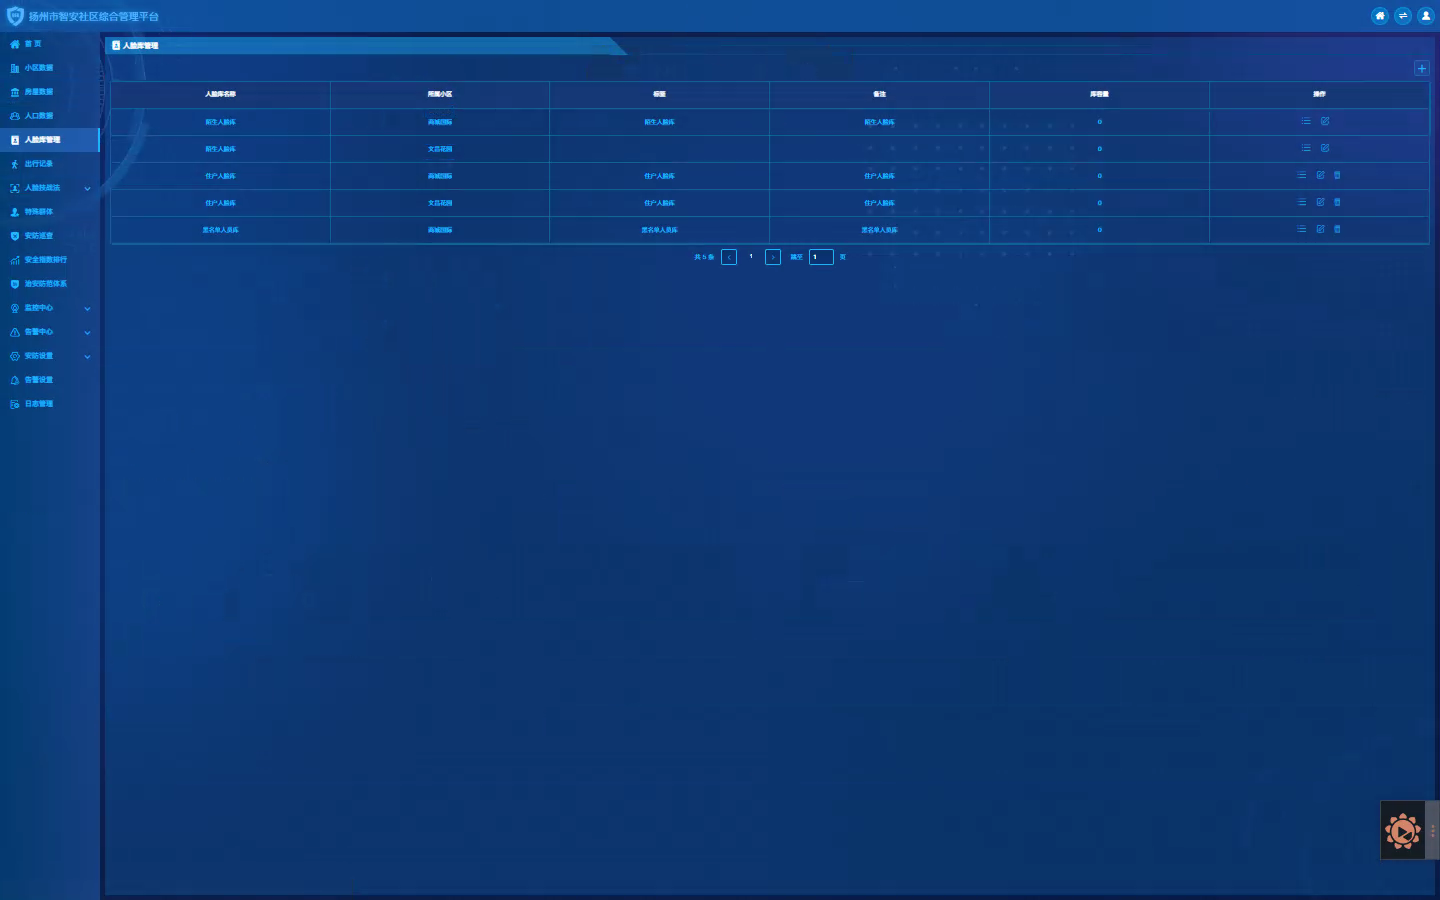 扬州市智安社区综合管理平台
首 页
小区数据
房屋数据
人口数据
人脸库管理
出行记录
人脸技战法
特殊群体
安防巡查
安全指数排行
治安防范体系
监控中心
告警中心
安防设置
告警设置
日志管理
人脸库管理
人脸库名称 所属小区 标签 备注 库容量 操作
陌生人脸库 商城国际 陌生人脸库 陌生人脸库 0
陌生人脸库 文昌花园 0
住户人脸库 商城国际 住户人脸库 住户人脸库 0
住户人脸库 文昌花园 住户人脸库 住户人脸库 0
黑名单人员库 商城国际 黑名单人员库 黑名单人员库 0
共 5 条 1 跳至 1 页